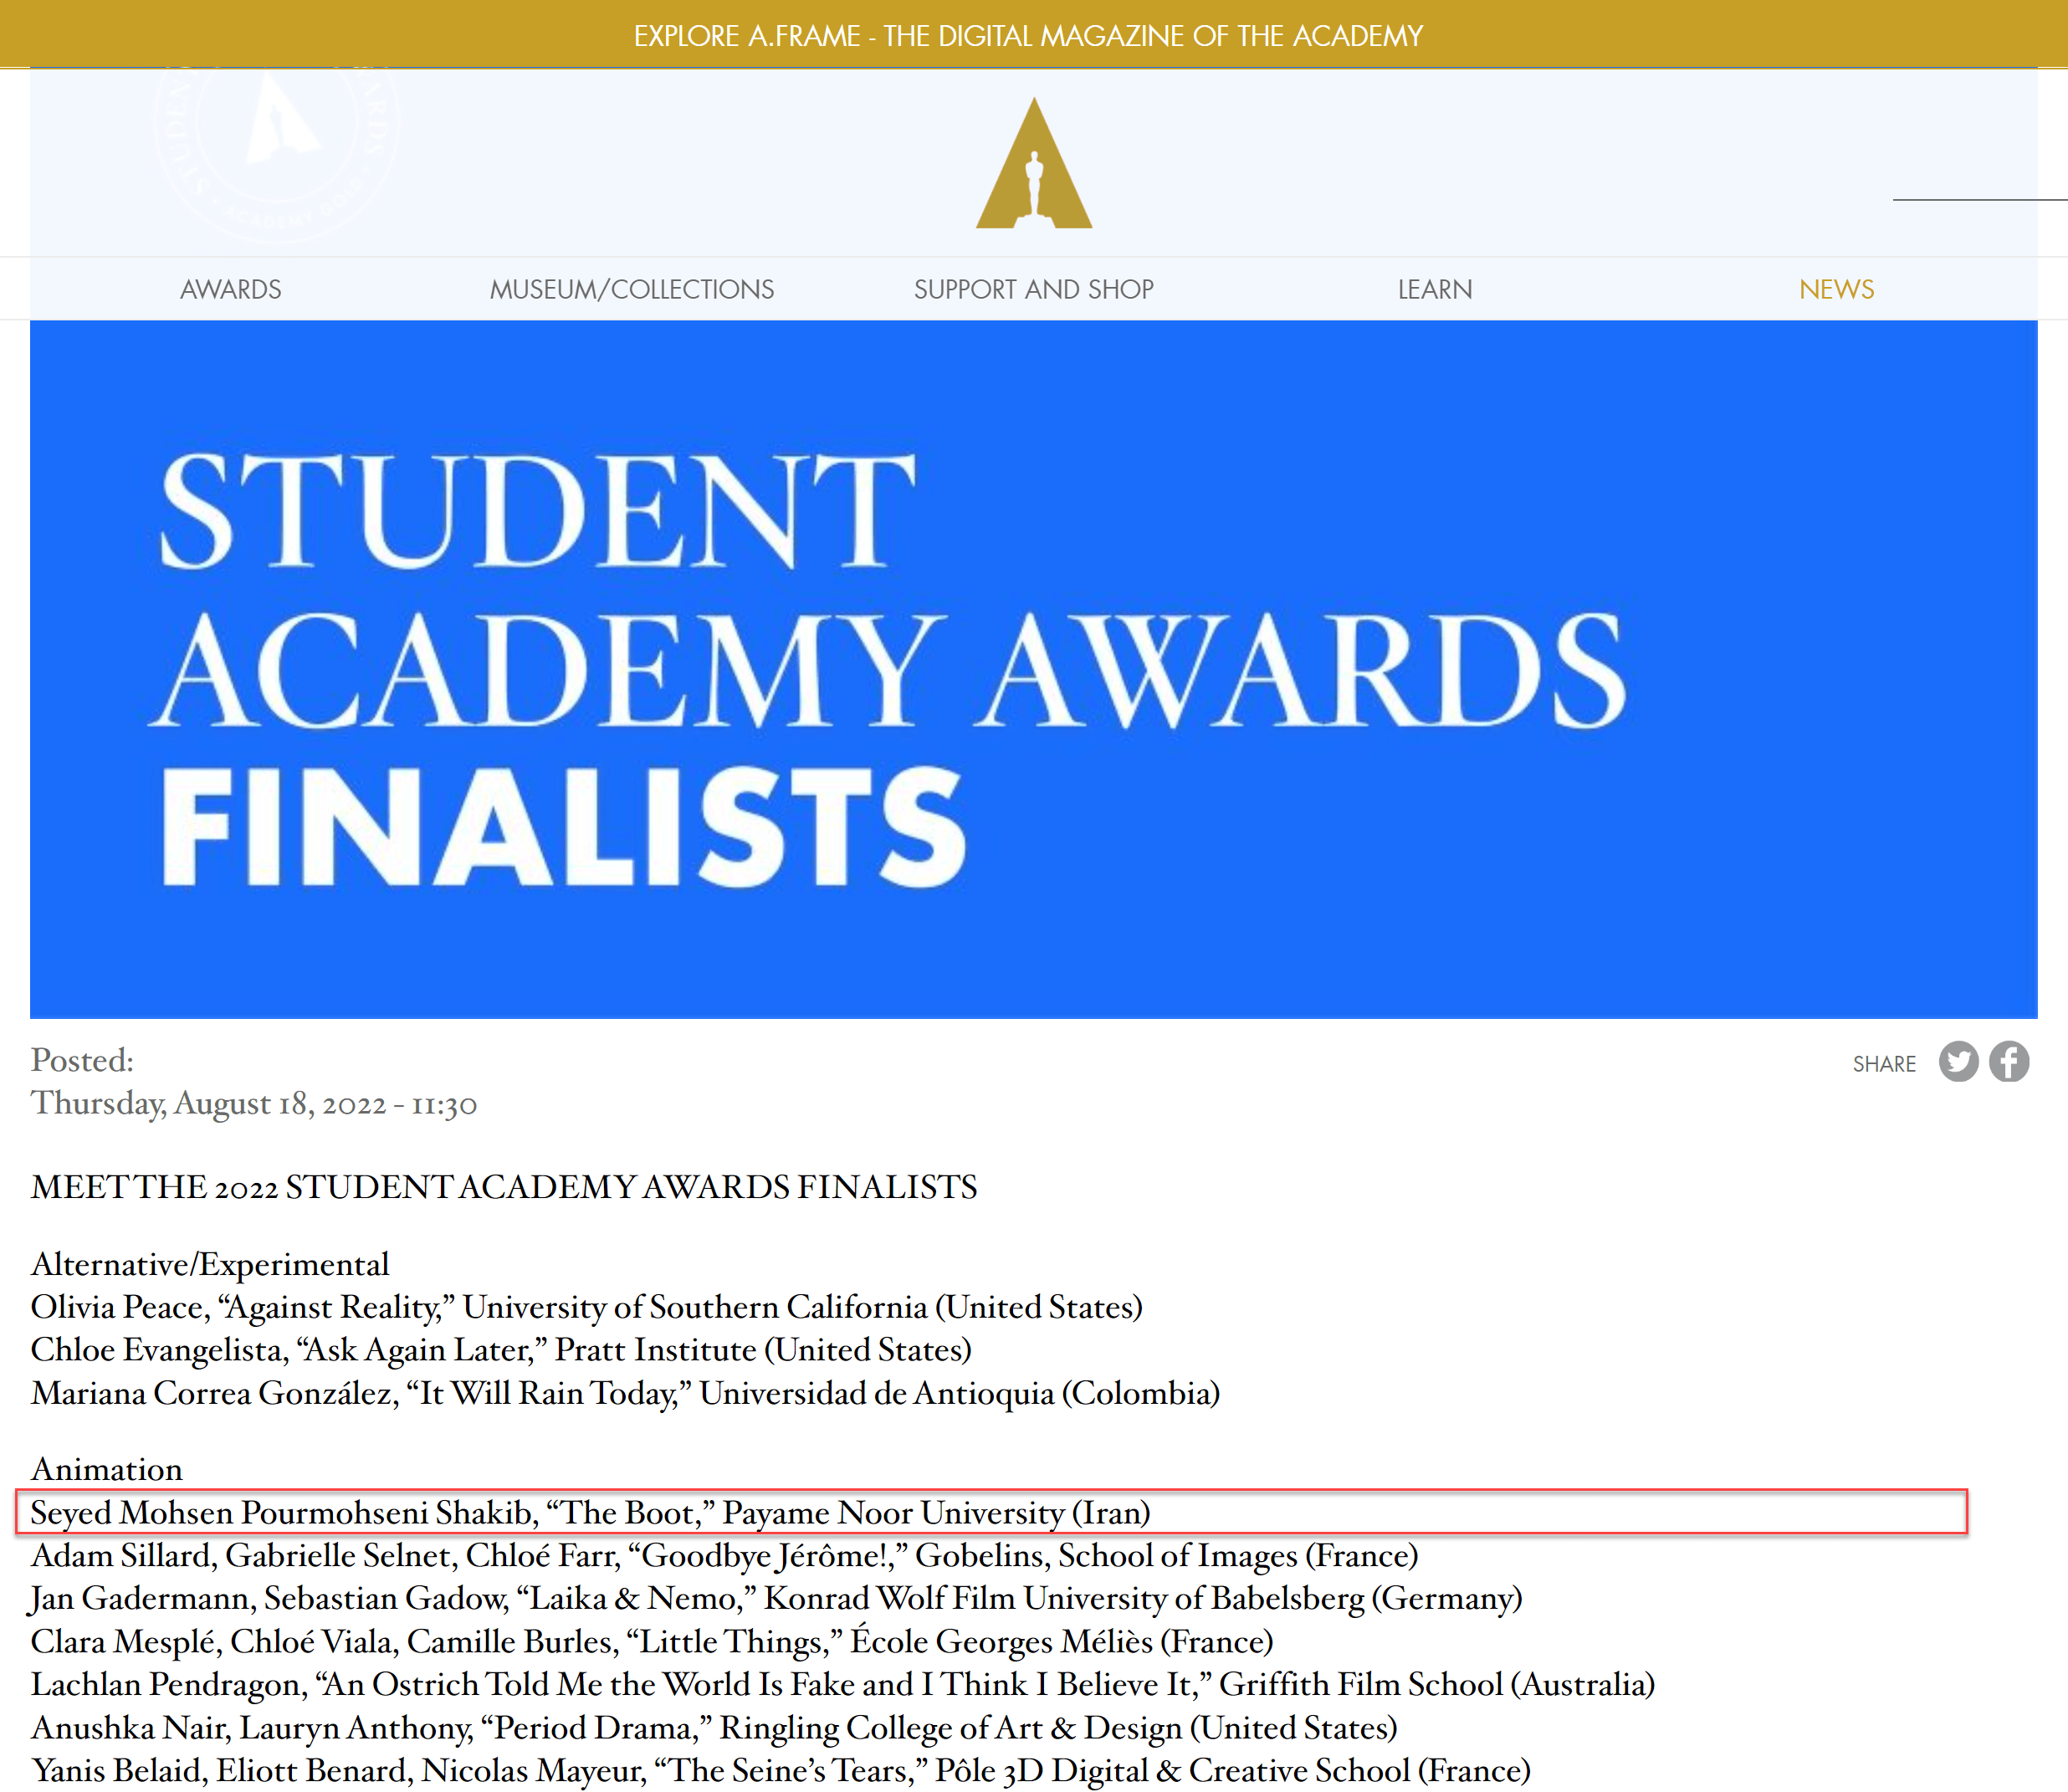 EXPLORE A.FRAME - THE DIGITAL MAGAZINE OF THE ACADEMY
AWARDS
MUSEUM/COLLECTIONS
SUPPORT AND SHOP
LEARN
NEWS
STUDENT
ACADEMY AWARDS
FINALISTS
Posted:
SHARE
Thursday, August 18, 2022 - 11:30
MEET THE 2022 STUDENT ACADEMY AWARDS FINALISTS
Alternative/Experimental
Olivia Peace, “Against Reality,” University of Southern California (United States)
Chloe Evangelista, “Ask Again Later,” Pratt Institute (United States)
Mariana Correa González, “It Will Rain Today,” Universidad de Antioquia (Colombia)
Animation
Seyed Mohsen Pourmohseni Shakib, “The Boot,” Payame Noor University (Iran)
Adam Sillard, Gabrielle Selnet, Chloé Farr, “Goodbye Jérôme!,” Gobelins, School of Images (France)
Jan Gadermann, Sebastian Gadow, “Laika & Nemo,” Konrad Wolf Film University of Babelsberg (Germany)
Clara Mesplé, Chloé Viala, Camille Burles, “Little Things,” École Georges Méliès (France)
Lachlan Pendragon, “An Ostrich Told Me the World Is Fake and I Think I Believe It,” Griffith Film School (Australia)
Anushka Nair, Lauryn Anthony, “Period Drama,” Ringling College of Art & Design (United States)
Yanis Belaid, Eliott Benard, Nicolas Mayeur, “The Seine’s Tears,” Pôle 3D Digital & Creative School (France)